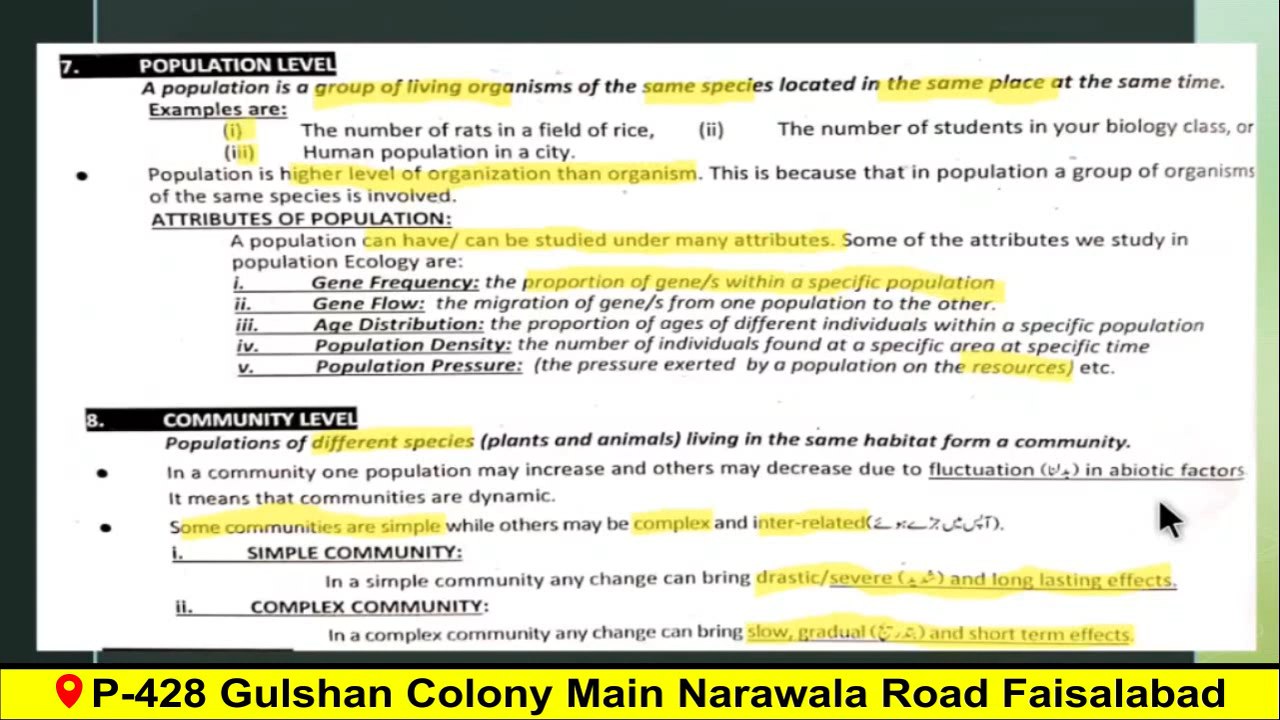 7. POPULATION LEVEL
A population is a group of living organisms of the same species located in the same place at the same time.
Examples are:
(i) The number of rats in a field of rice, (ii) The number of students in your biology class, or
(iii) Human population in a city.
• Population is higher level of organization than organism. This is because that in population a group of organisms
of the same species is involved.
ATTRIBUTES OF POPULATION:
A population can have/ can be studied under many attributes. Some of the attributes we study in
population Ecology are:
i. Gene Frequency: the proportion of gene/s within a specific population
ii. Gene Flow: the migration of gene/s from one population to the other.
iii. Age Distribution: the proportion of ages of different individuals within a specific population
iv. Population Density: the number of individuals found at a specific area at specific time
v. Population Pressure: (the pressure exerted by a population on the resources) etc.
8. COMMUNITY LEVEL
Populations of different species (plants and animals) living in the same habitat form a community.
• In a community one population may increase and others may decrease due to fluctuation in abiotic factors
It means that communities are dynamic.
• Some communities are simple while others may be complex and inter-related(آپس میں جڑے ہوئے).
i. SIMPLE COMMUNITY:
In a simple community any change can bring drastic/severe (شدید) and long lasting effects.
ii. COMPLEX COMMUNITY:
In a complex community any change can bring slow, gradual and short term effects.
P-428 Gulshan Colony Main Narawala Road Faisalabad